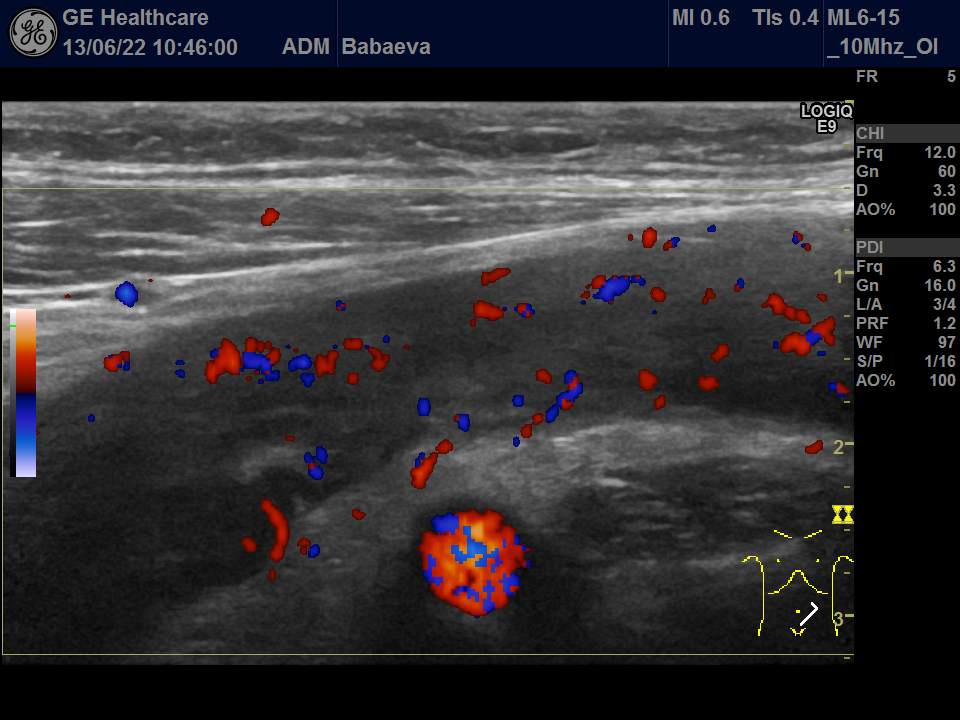 GE Healthcare
13/06/22 10:46:00 ADM Babaeva
MI 0.6 TIs 0.4 ML6-15
_10Mhz_OI
FR 5
LOGIQ
E9
CHI
Frq 12.0
Gn 60
D 3.3
AO% 100
PDI
Frq 6.3
Gn 16.0
L/A 3/4
PRF 1.2
WF 97
S/P 1/16
AO% 100
1
2
3